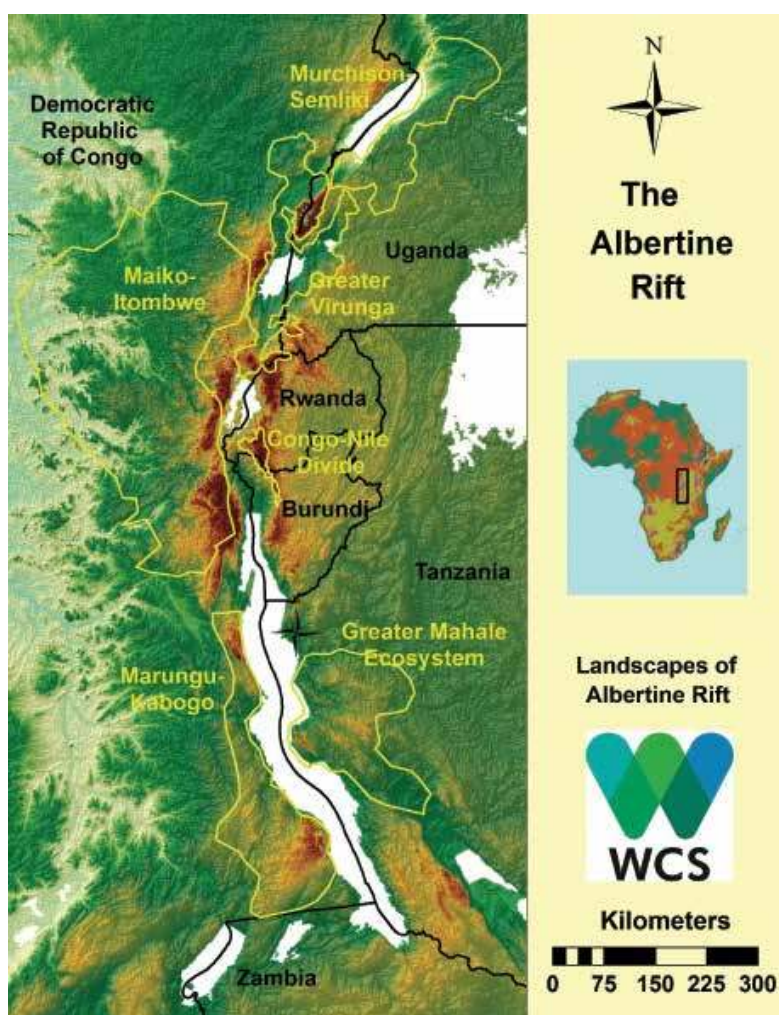 Murchison-
Semliki
Democratic
Republic
of Congo
Uganda
Maiko-
Itombwe
Greater
Virunga
Rwanda
Congo-Nile
Divide
Burundi
Tanzania
Greater Mahale
Ecosystem
Marungu-
Kabogo
Zambia
N
The
Albertine
Rift
Landscapes of
Albertine Rift
WCS
Kilometers
0 75 150 225 300